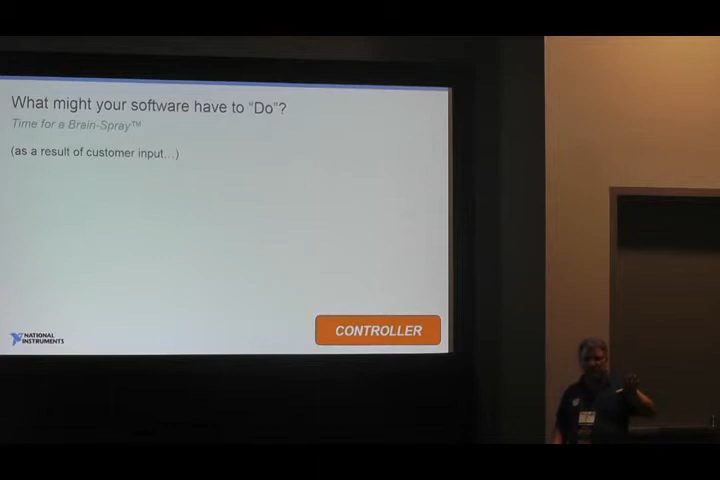 What might your software have to “Do”?
Time for a Brain-Spray™
(as a result of customer input…)
NATIONAL
INSTRUMENTS
CONTROLLER